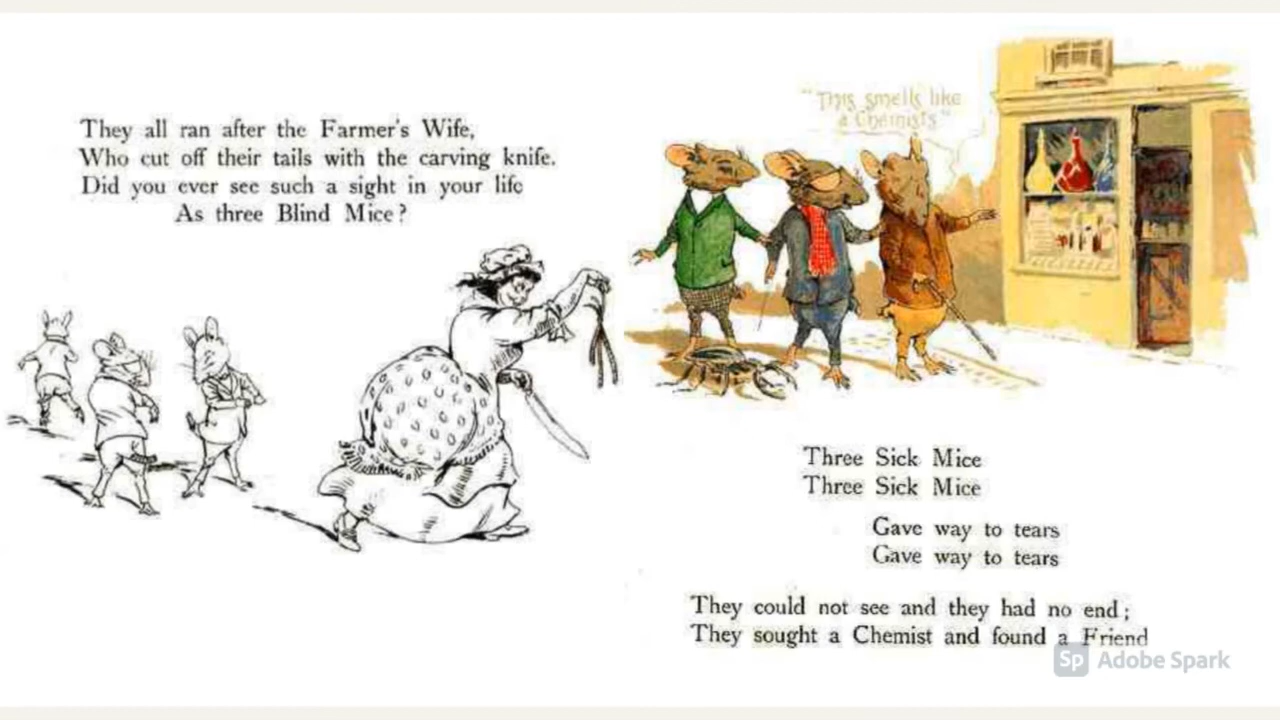 They all ran after the Farmer's Wife,
Who cut off their tails with the carving knife.
Did you ever see such a sight in your life
As three Blind Mice?
"This smells like
a Chemists"
Three Sick Mice
Three Sick Mice
Gave way to tears
Gave way to tears
They could not see and they had no end;
They sought a Chemist and found a Friend
Sp Adobe Spark